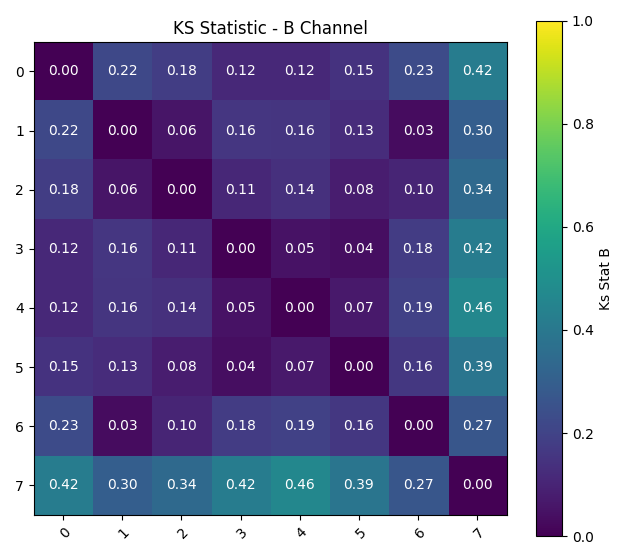 KS Statistic - B Channel
0 0.00 0.22 0.18 0.12 0.12 0.15 0.23 0.42
1 0.22 0.00 0.06 0.16 0.16 0.13 0.03 0.30
2 0.18 0.06 0.00 0.11 0.14 0.08 0.10 0.34
3 0.12 0.16 0.11 0.00 0.05 0.04 0.18 0.42
4 0.12 0.16 0.14 0.05 0.00 0.07 0.19 0.46
5 0.15 0.13 0.08 0.04 0.07 0.00 0.16 0.39
6 0.23 0.03 0.10 0.18 0.19 0.16 0.00 0.27
7 0.42 0.30 0.34 0.42 0.46 0.39 0.27 0.00
0 1 2 3 4 5 6 7
1.0
0.8
0.6
0.4
0.2
0.0
Ks Stat B